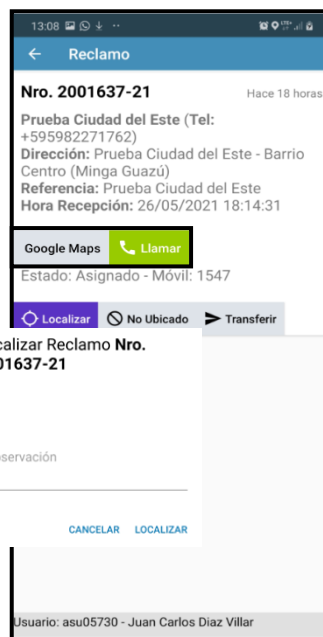 13:08
Reclamo
Nro. 2001637-21 Hace 18 horas
Prueba Ciudad del Este (Tel:
+595982271762)
Dirección: Prueba Ciudad del Este - Barrio
Centro (Minga Guazú)
Referencia: Prueba Ciudad del Este
Hora Recepción: 26/05/2021 18:14:31
Google Maps Llamar
Estado: Asignado - Móvil: 1547
Localizar No Ubicado Transferir
calizar Reclamo Nro.
01637-21
servación
CANCELAR LOCALIZAR
Usuario: asu05730 - Juan Carlos Diaz Villar